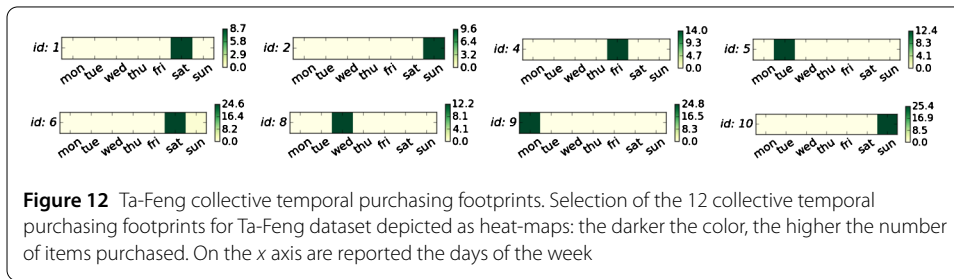 id: 1
8.7
5.8
2.9
0.0
mon tue wed thu fri sat sun
id: 2
9.6
6.4
3.2
0.0
mon tue wed thu fri sat sun
id: 4
14.0
9.3
4.7
0.0
mon tue wed thu fri sat sun
id: 5
12.4
8.3
4.1
0.0
mon tue wed thu fri sat sun
id: 6
24.6
16.4
8.2
0.0
mon tue wed thu fri sat sun
id: 8
12.2
8.1
4.1
0.0
mon tue wed thu fri sat sun
id: 9
24.8
16.5
8.3
0.0
mon tue wed thu fri sat sun
id: 10
25.4
16.9
8.5
0.0
mon tue wed thu fri sat sun
Figure 12 Ta-Feng collective temporal purchasing footprints. Selection of the 12 collective temporal
purchasing footprints for Ta-Feng dataset depicted as heat-maps: the darker the color, the higher the number
of items purchased. On the x axis are reported the days of the week